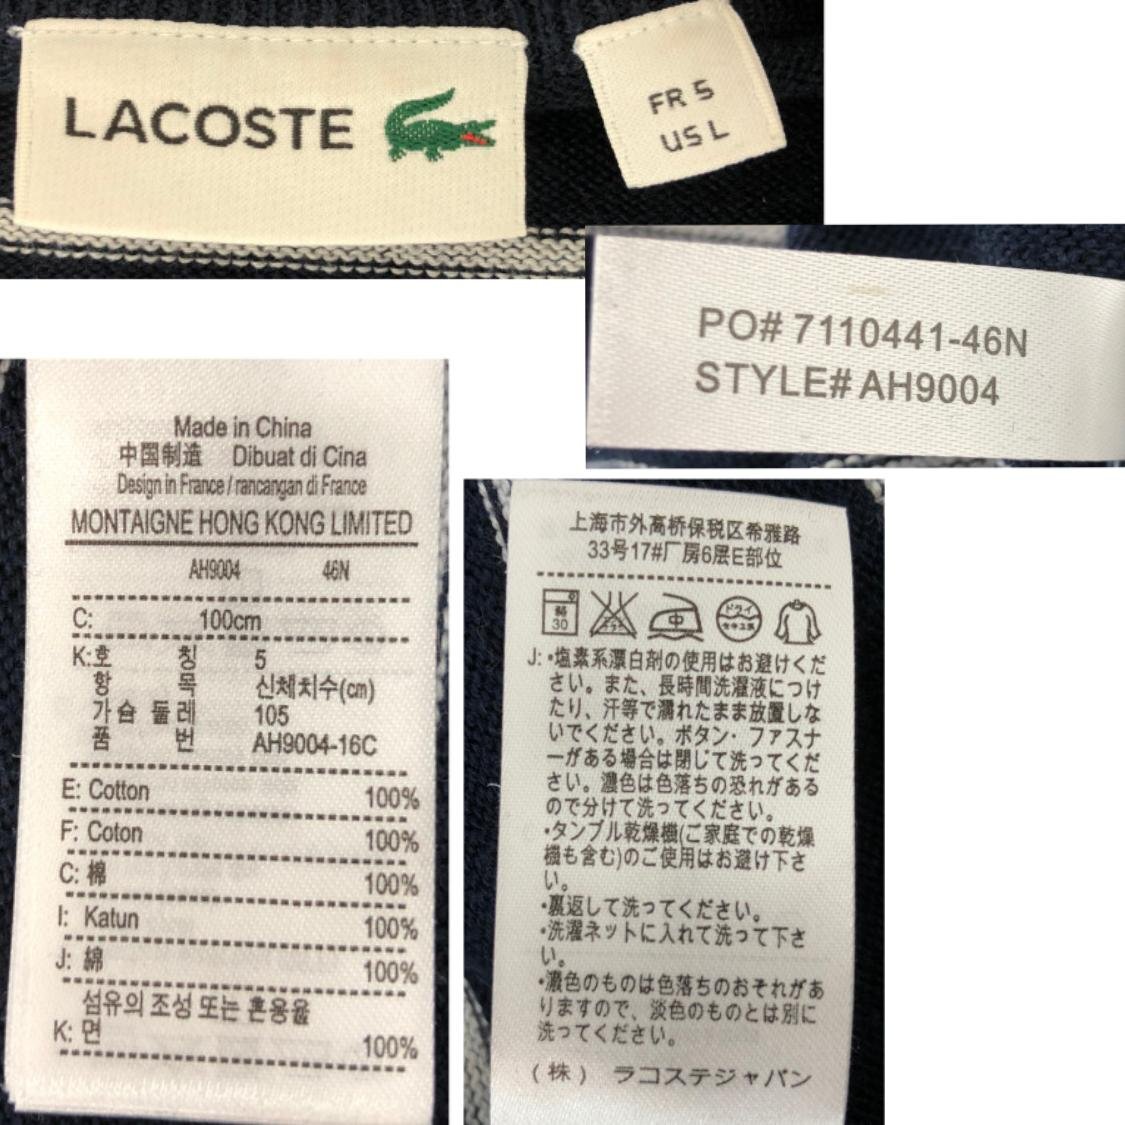 LACOSTE
FR 5
US L
PO# 7110441-46N
STYLE# AH9004
Made in China
中国制造 Dibuat di Cina
Design in France / rancangan di France
MONTAIGNE HONG KONG LIMITED
AH9004 46N
C: 100cm
K:호 칭 5
항 목 신체치수(cm)
가슴 둘레 105
품 번 AH9004-16C
E: Cotton 100%
F: Coton 100%
C: 棉 100%
I: Katun 100%
J: 綿 100%
섬유의 조성 또는 혼용율
K: 면 100%
上海市外高桥保税区希雅路
33号17#厂房6层E部位
30
中
ドライ
J: ・塩素系漂白剤の使用はお避けくだ
さい。また、長時間洗濯液につけ
たり、汗等で濡れたまま放置しな
いでください。ボタン・ファスナ
ーがある場合は閉じて洗ってくだ
さい。濃色は色落ちの恐れがある
ので分けて洗ってください。
・タンブル乾燥機(ご家庭での乾燥
機も含む)のご使用はお避け下さ
い。
・裏返して洗ってください。
・洗濯ネットに入れて洗って下さ
い。
・濃色のものは色落ちのおそれがあ
りますので、淡色のものとは別に
洗ってください。
(株) ラコステジャパン